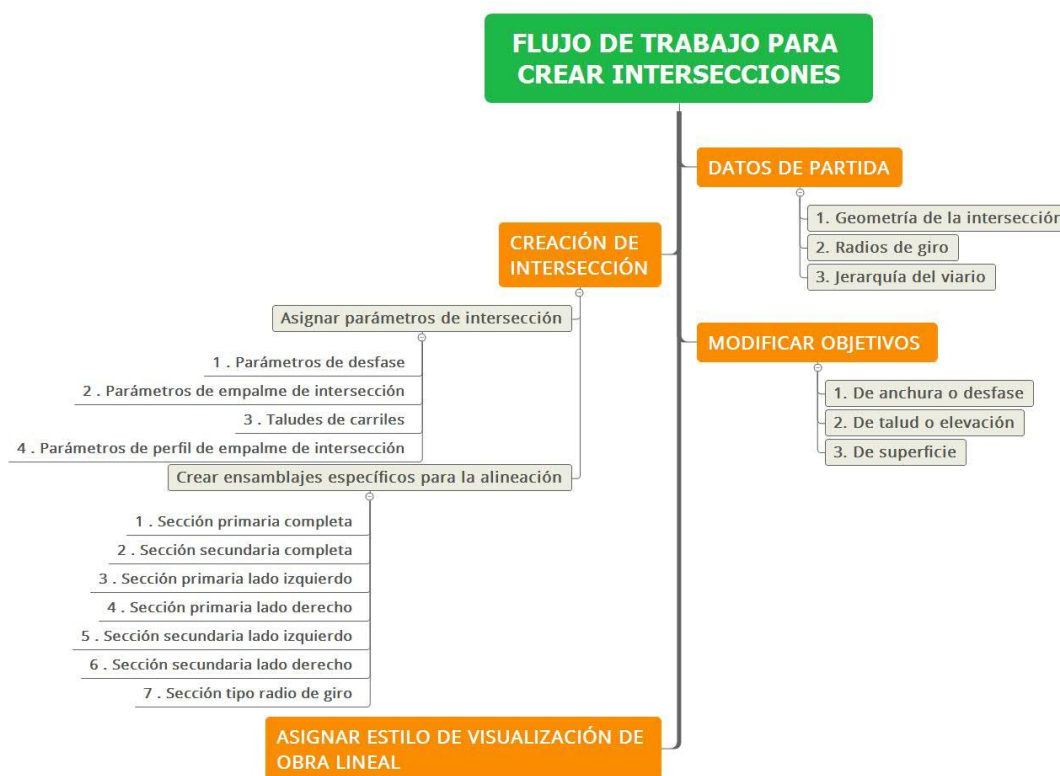 FLUJO DE TRABAJO PARA
CREAR INTERSECCIONES
DATOS DE PARTIDA
1. Geometría de la intersección
2. Radios de giro
3. Jerarquía del viario
CREACIÓN DE
INTERSECCIÓN
Asignar parámetros de intersección
1 . Parámetros de desfase
2 . Parámetros de empalme de intersección
3 . Taludes de carriles
4 . Parámetros de perfil de empalme de intersección
Crear ensamblajes específicos para la alineación
1 . Sección primaria completa
2 . Sección secundaria completa
3 . Sección primaria lado izquierdo
4 . Sección primaria lado derecho
5 . Sección secundaria lado izquierdo
6 . Sección secundaria lado derecho
7 . Sección tipo radio de giro
MODIFICAR OBJETIVOS
1. De anchura o desfase
2. De talud o elevación
3. De superficie
ASIGNAR ESTILO DE VISUALIZACIÓN DE
OBRA LINEAL